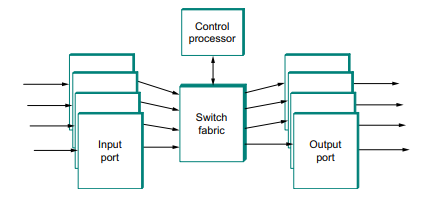 Control
processor
Switch
fabric
Input
port
Output
port